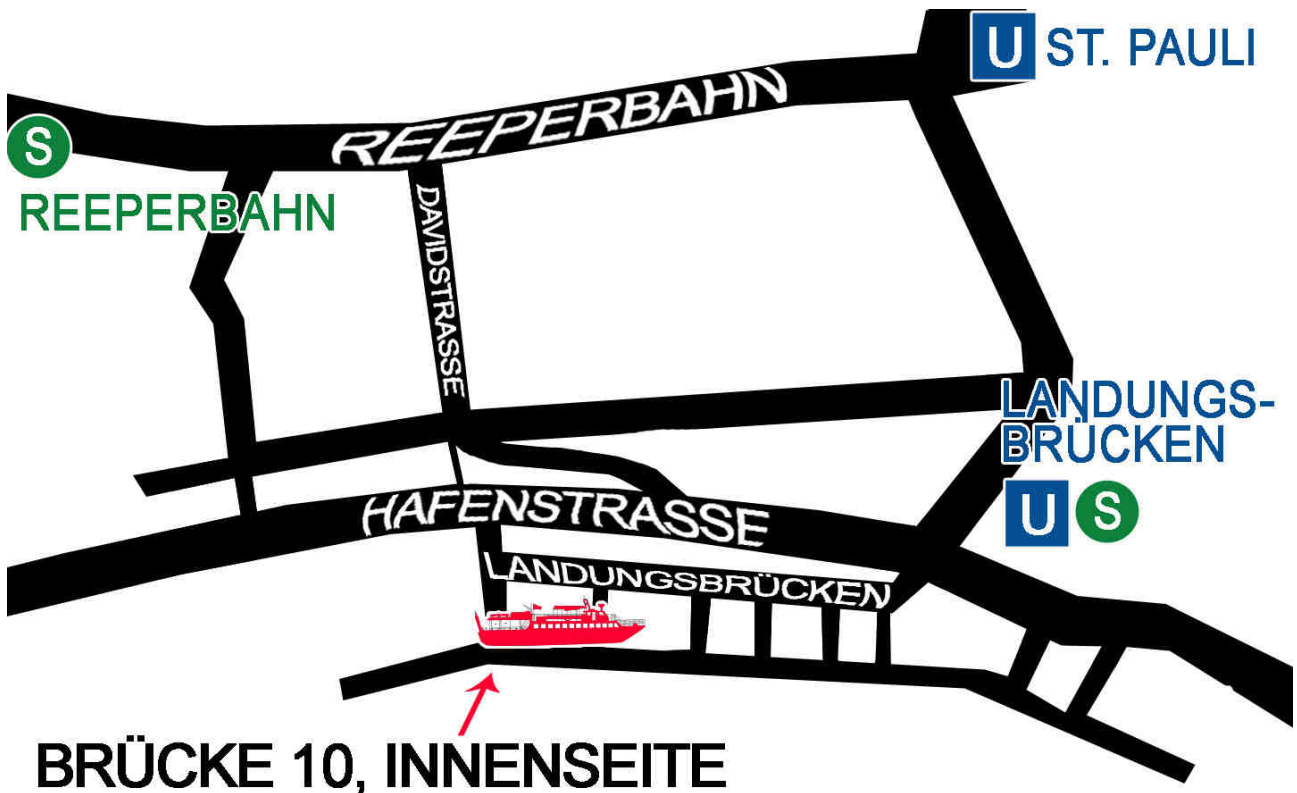 U ST. PAULI
REEPERBAHN
S
REEPERBAHN
DAVIDSTRASSE
LANDUNGS-
BRÜCKEN
U S
HAFENSTRASSE
LANDUNGSBRÜCKEN
BRÜCKE 10, INNENSEITE